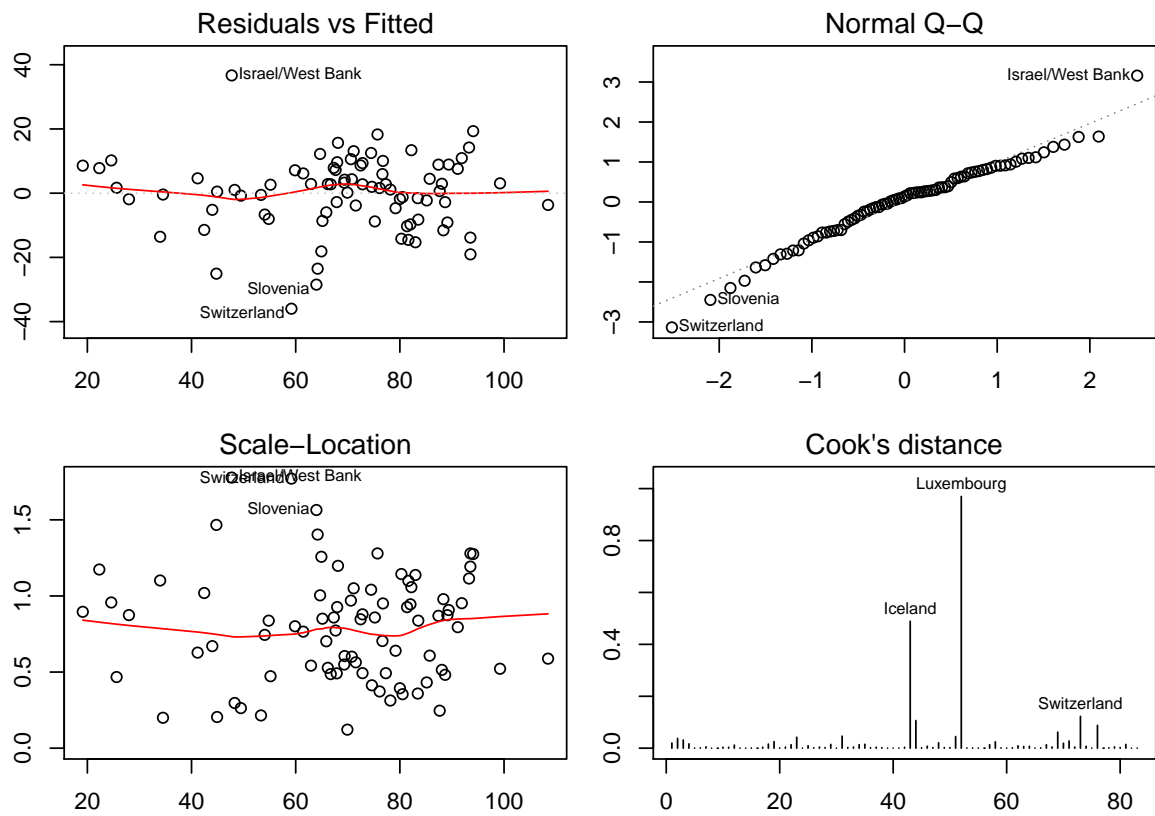 Residuals vs Fitted
40
20
0
−20
−40
Israel/West Bank
Slovenia
Switzerland
20 40 60 80 100
Normal Q−Q
3
2
1
0
−1
−3
Israel/West Bank
Slovenia
Switzerland
−2 −1 0 1 2
Scale−Location
1.5
1.0
0.5
0.0
Switzerland
Israel/West Bank
Slovenia
20 40 60 80 100
Cook's distance
0.8
0.4
0.0
Luxembourg
Iceland
Switzerland
0 20 40 60 80